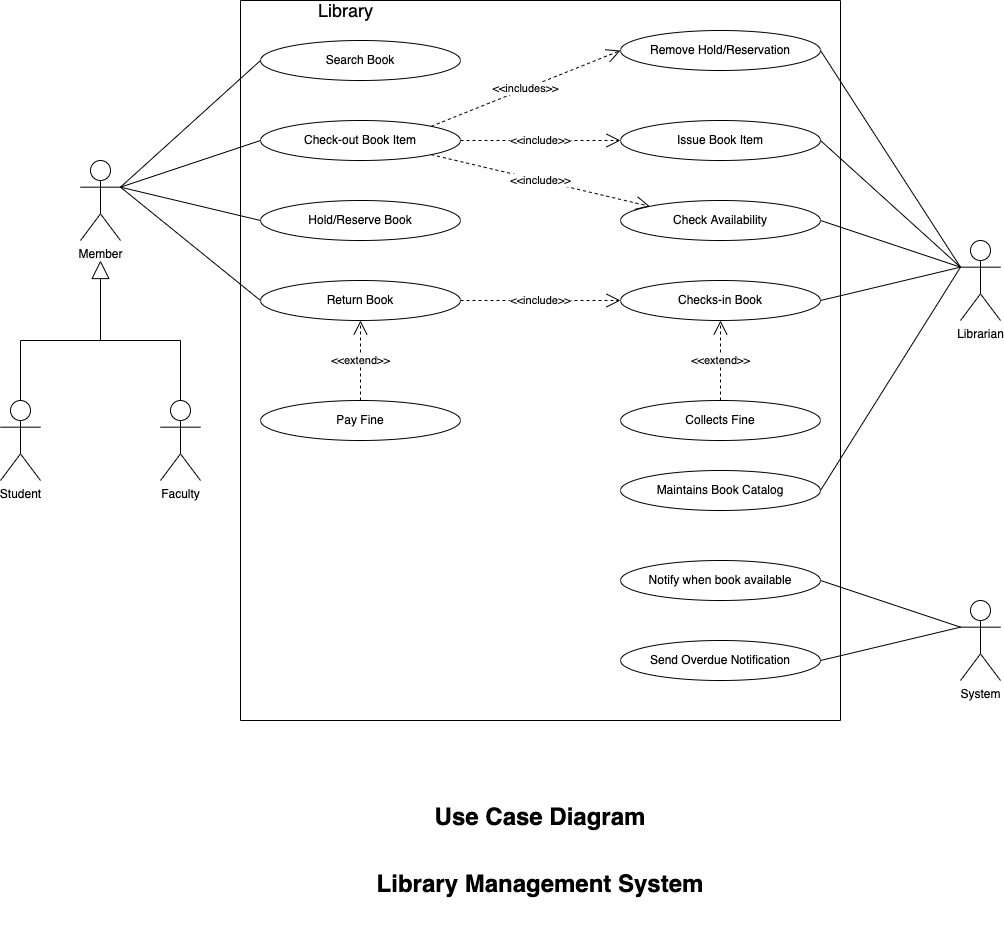 Library
Search Book
Remove Hold/Reservation
<<includes>>
Check-out Book Item
<<include>>
Issue Book Item
<<include>>
Hold/Reserve Book
Check Availability
Member
Return Book
<<include>>
Checks-in Book
Librarian
<<extend>>
<<extend>>
Pay Fine
Collects Fine
Student
Faculty
Maintains Book Catalog
Notify when book available
Send Overdue Notification
System
Use Case Diagram
Library Management System